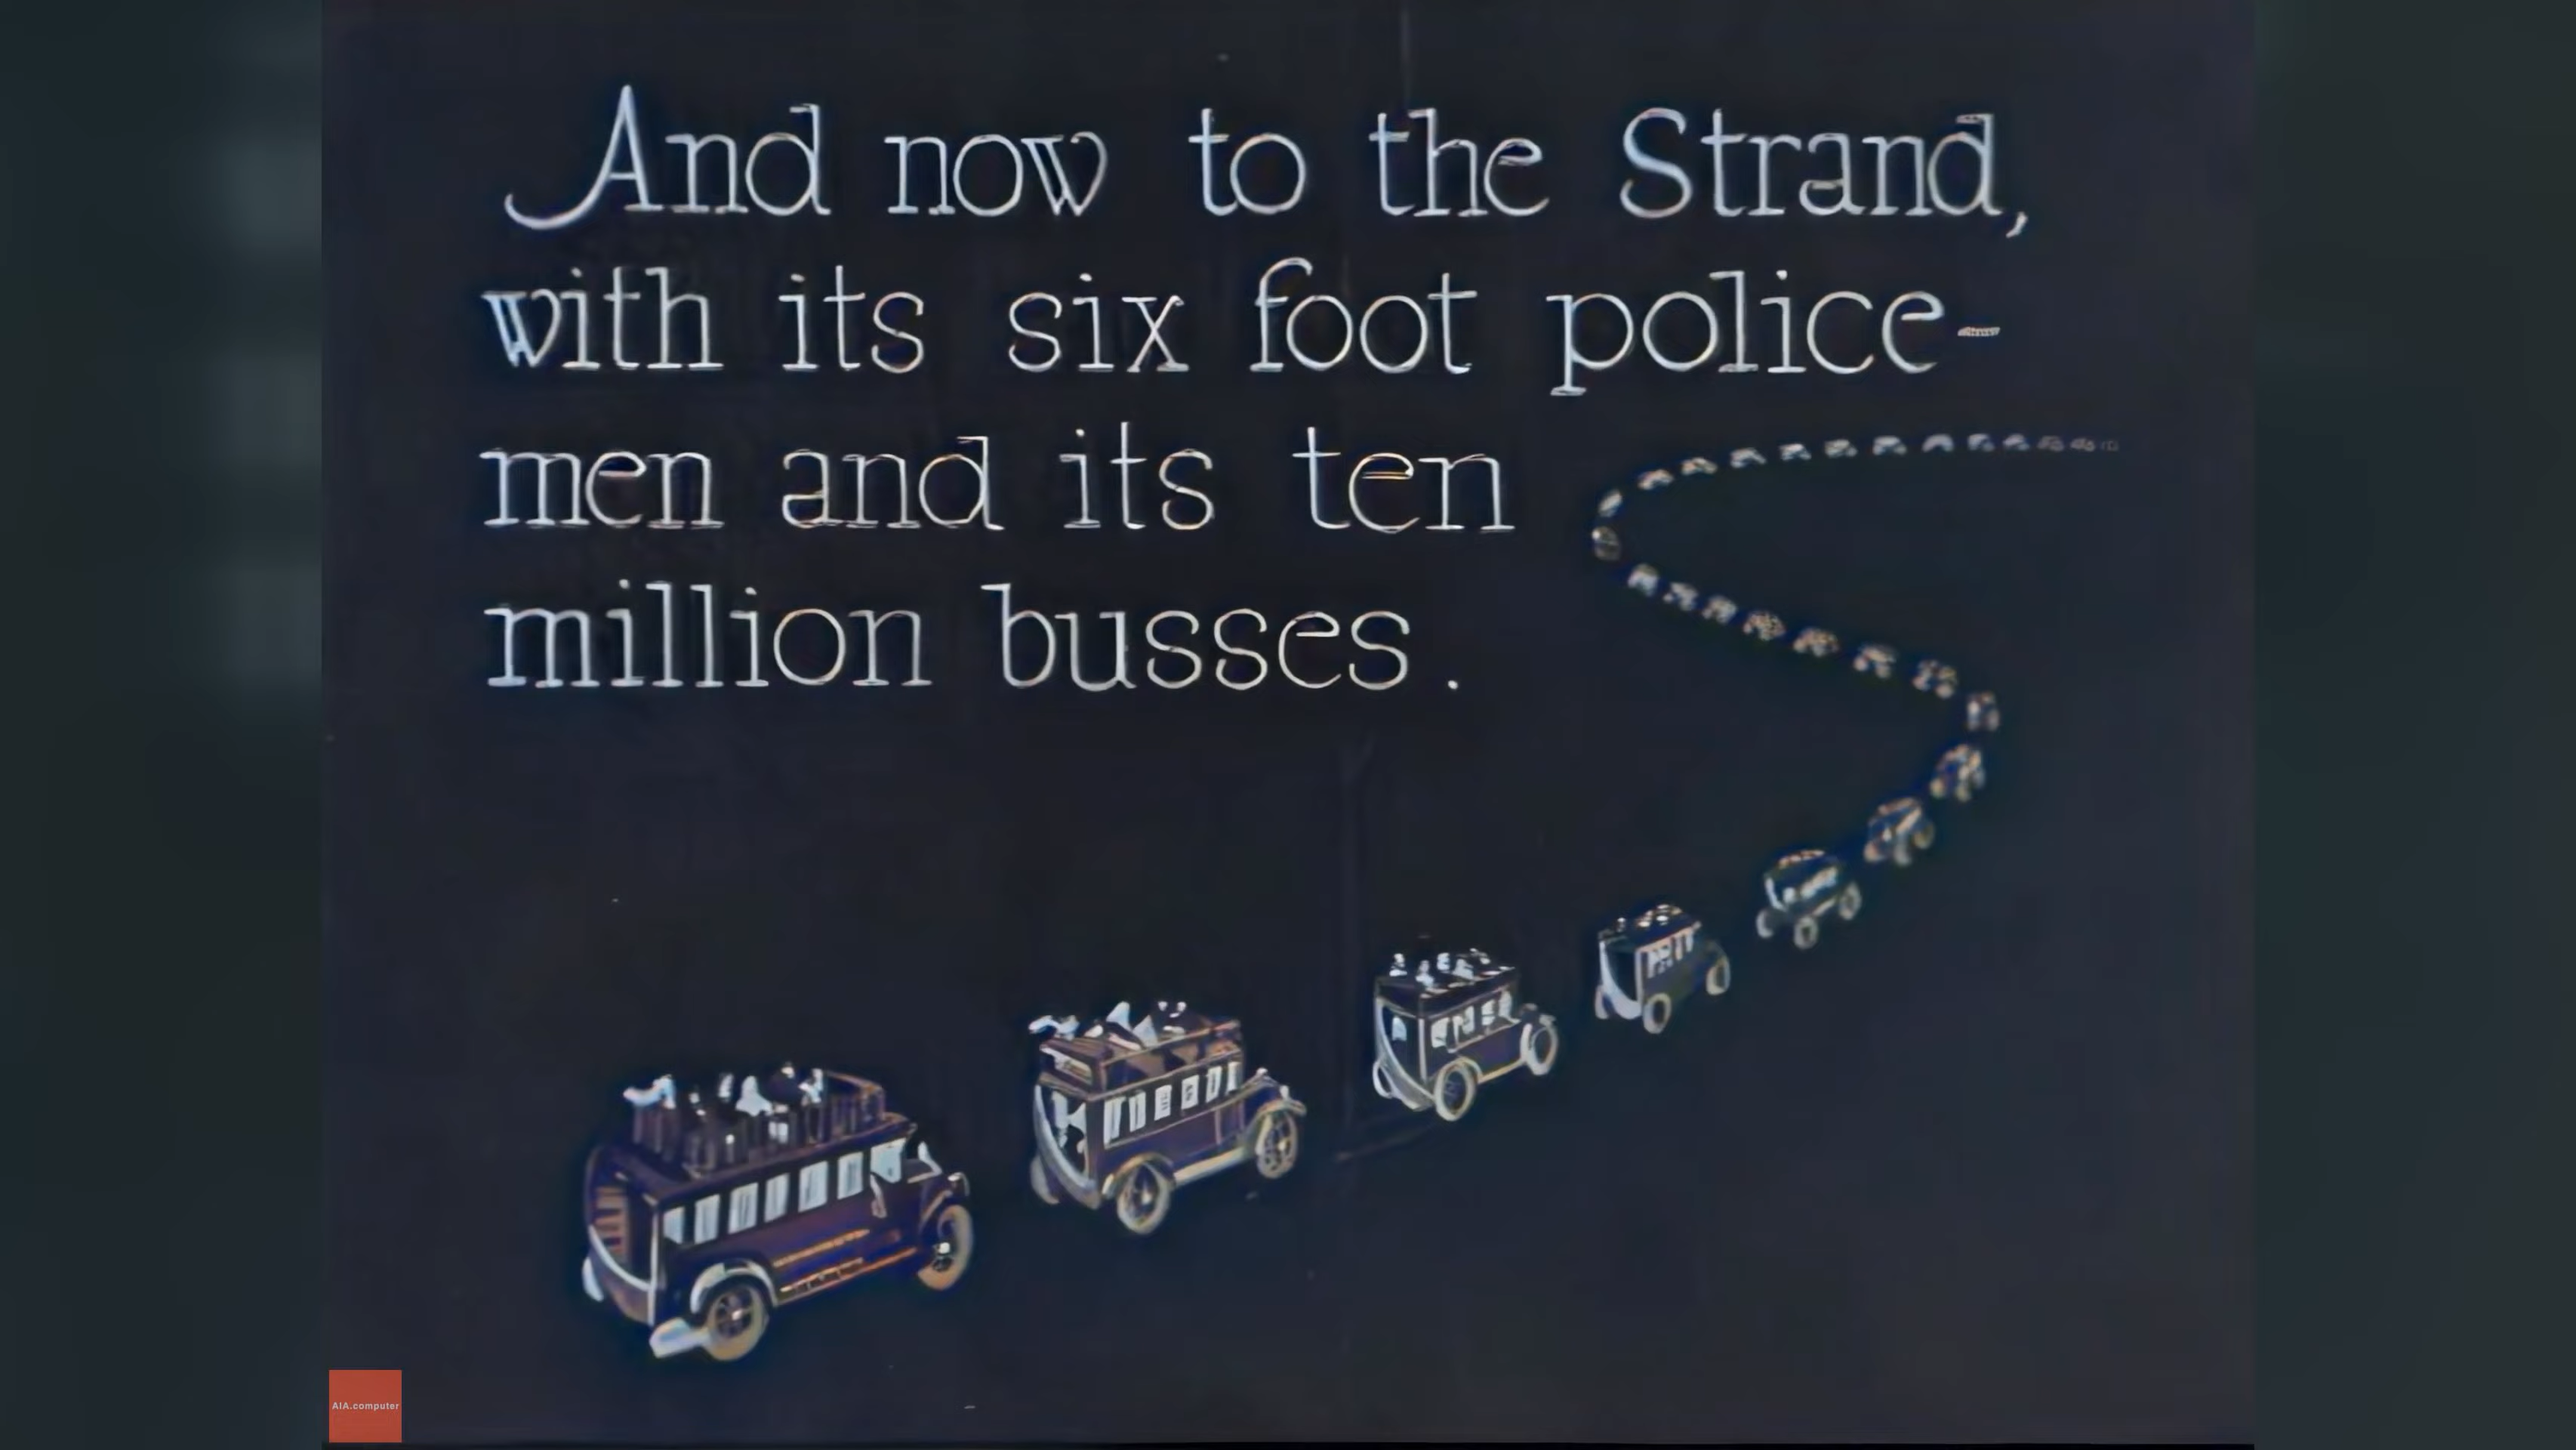 And now to the Strand,
with its six foot police-
men and its ten
million busses.
AIA.computer